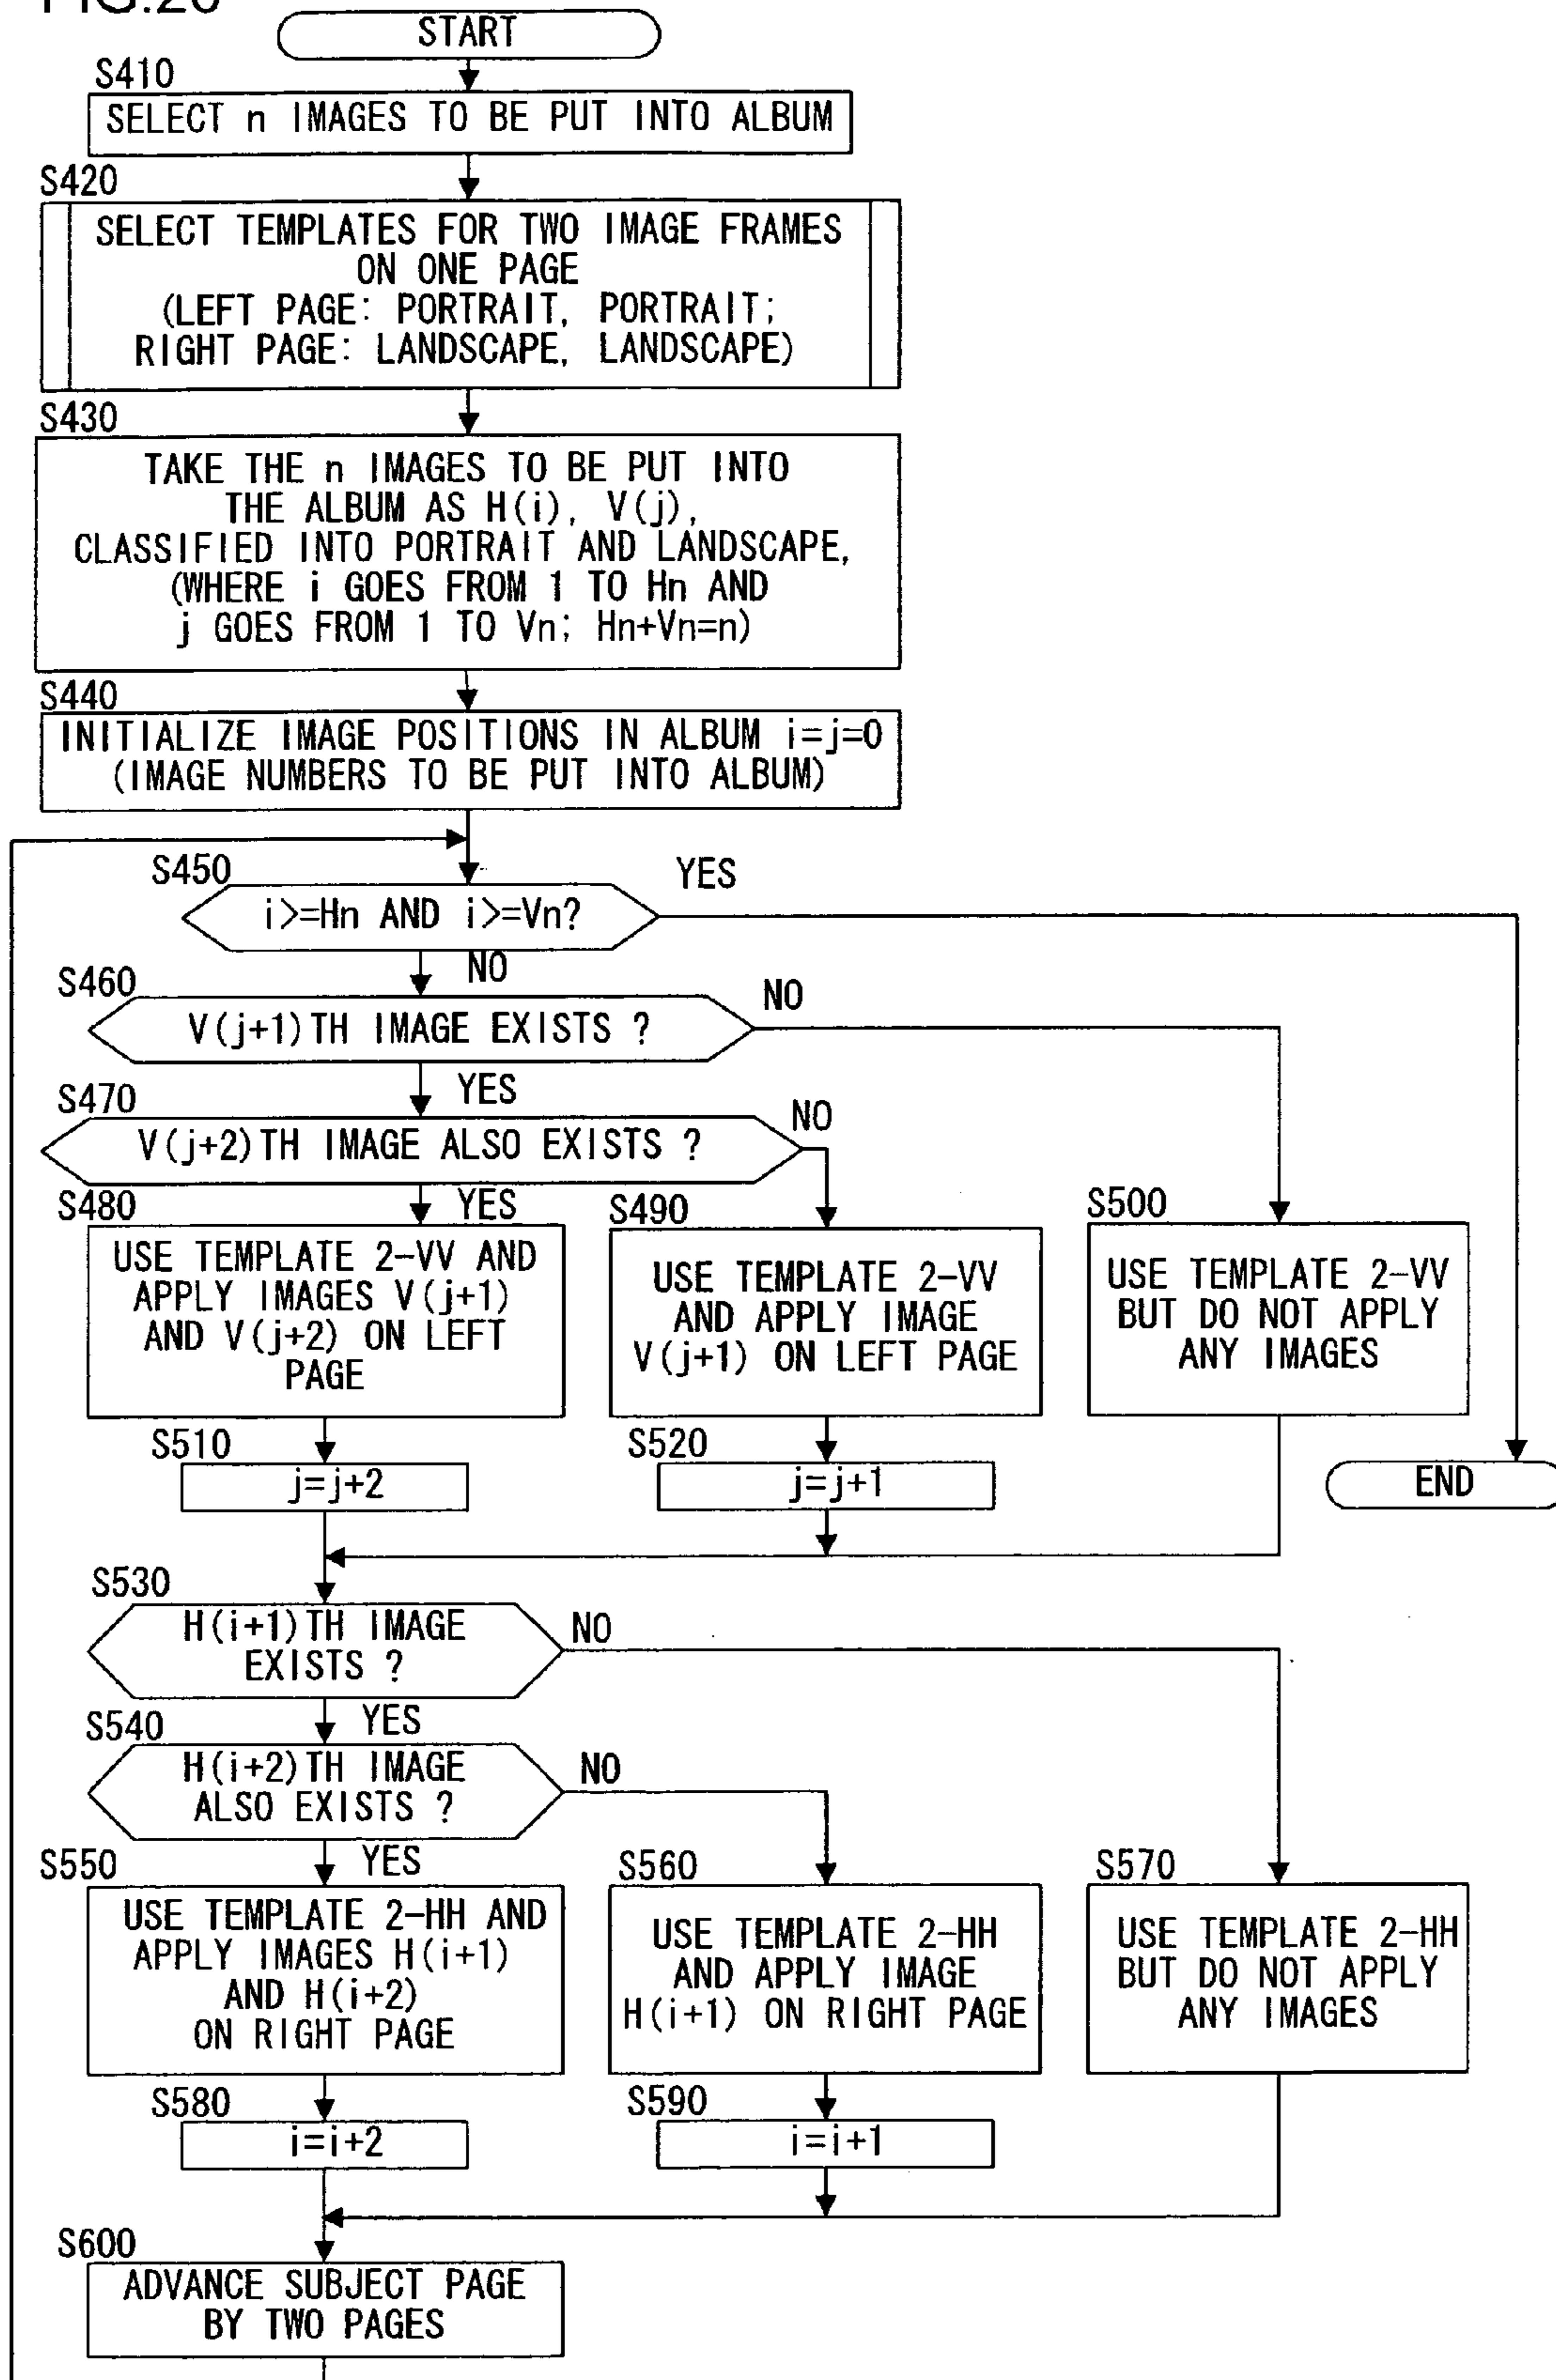 FIG.26
START
S410
SELECT n IMAGES TO BE PUT INTO ALBUM
S420
SELECT TEMPLATES FOR TWO IMAGE FRAMES
ON ONE PAGE
(LEFT PAGE: PORTRAIT, PORTRAIT;
RIGHT PAGE: LANDSCAPE, LANDSCAPE)
S430
TAKE THE n IMAGES TO BE PUT INTO
THE ALBUM AS H(i), V(j),
CLASSIFIED INTO PORTRAIT AND LANDSCAPE,
(WHERE i GOES FROM 1 TO Hn AND
j GOES FROM 1 TO Vn; Hn+Vn=n)
S440
INITIALIZE IMAGE POSITIONS IN ALBUM i=j=0
(IMAGE NUMBERS TO BE PUT INTO ALBUM)
S450
YES
i>=Hn AND i>=Vn?
NO
S460
NO
V(j+1)TH IMAGE EXISTS ?
YES
S470
NO
V(j+2)TH IMAGE ALSO EXISTS ?
YES
S480
USE TEMPLATE 2-VV AND
APPLY IMAGES V(j+1)
AND V(j+2) ON LEFT
PAGE
S490
USE TEMPLATE 2-VV
AND APPLY IMAGE
V(j+1) ON LEFT PAGE
S500
USE TEMPLATE 2-VV
BUT DO NOT APPLY
ANY IMAGES
S510
j=j+2
S520
j=j+1
END
S530
H(i+1)TH IMAGE
EXISTS ?
NO
YES
S540
H(i+2)TH IMAGE
ALSO EXISTS ?
NO
YES
S550
USE TEMPLATE 2-HH AND
APPLY IMAGES H(i+1)
AND H(i+2)
ON RIGHT PAGE
S560
USE TEMPLATE 2-HH
AND APPLY IMAGE
H(i+1) ON RIGHT PAGE
S570
USE TEMPLATE 2-HH
BUT DO NOT APPLY
ANY IMAGES
S580
i=i+2
S590
i=i+1
S600
ADVANCE SUBJECT PAGE
BY TWO PAGES